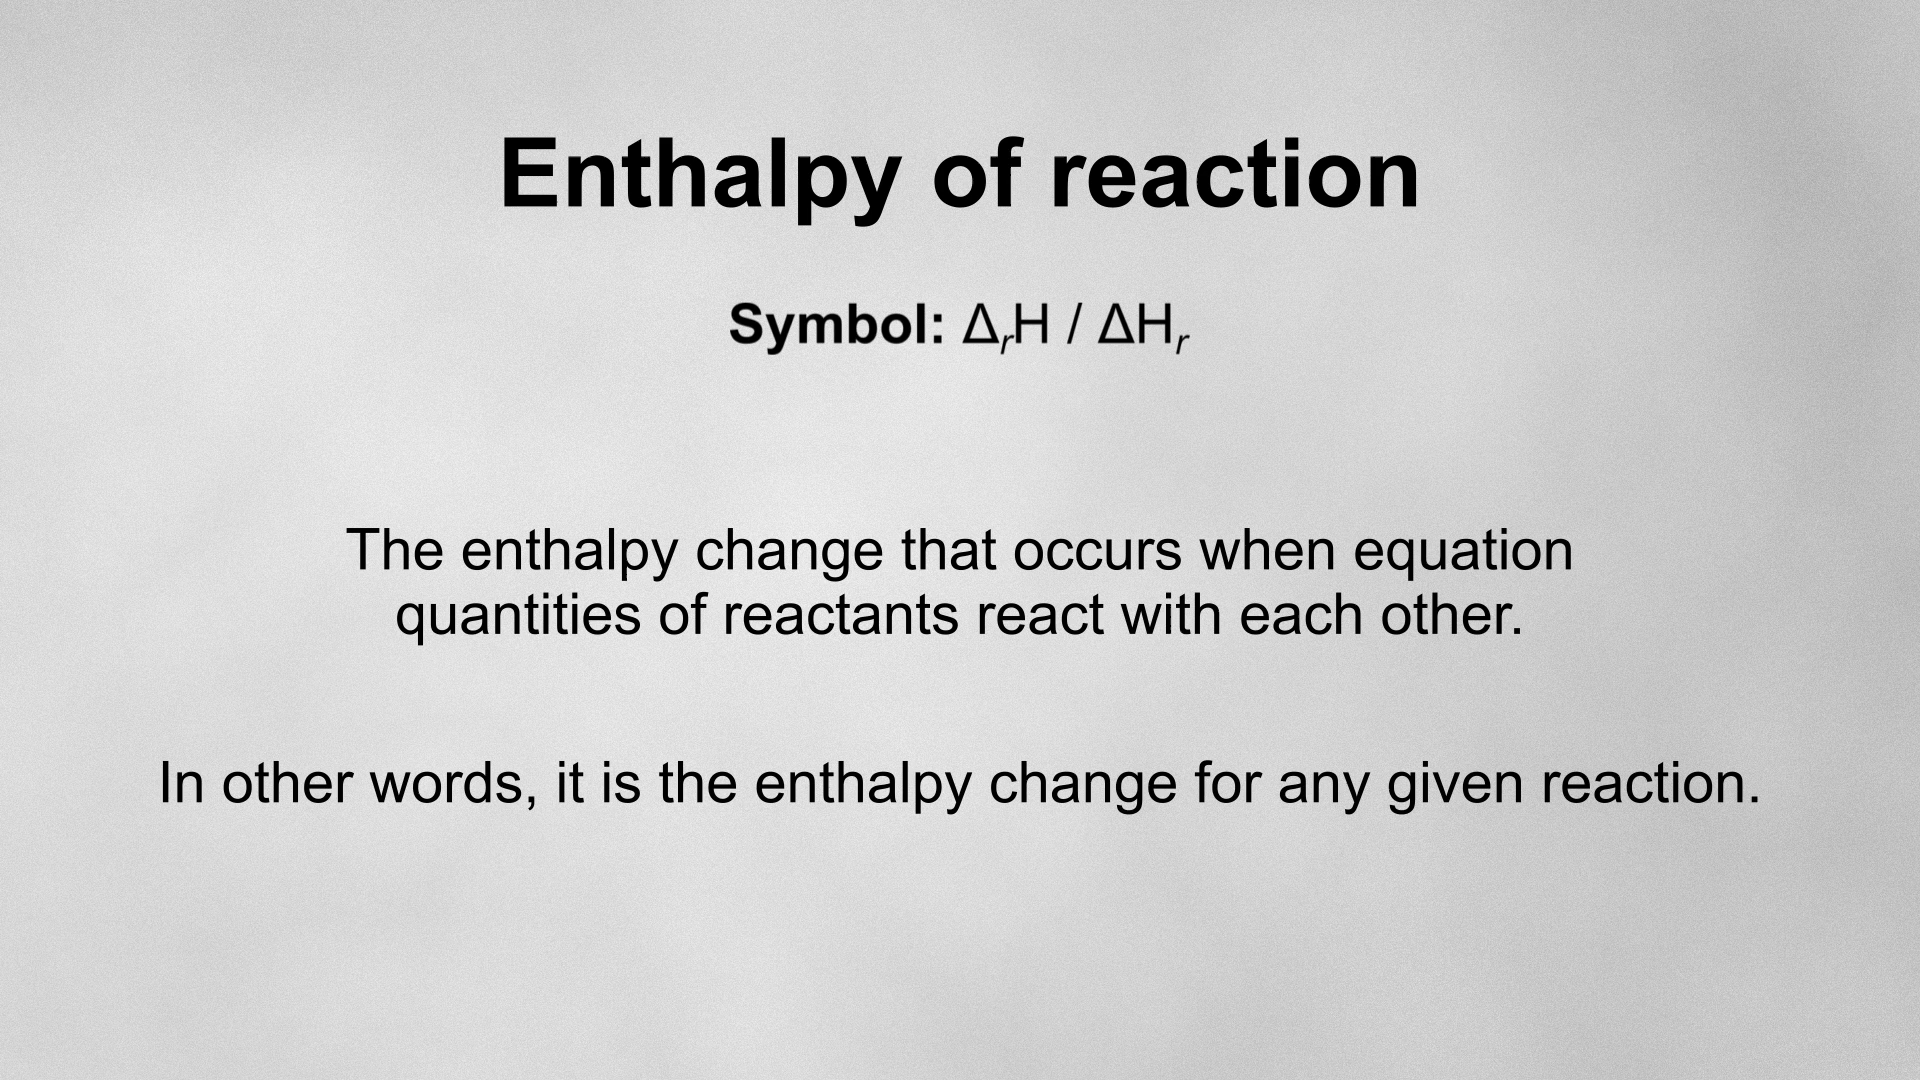 Enthalpy of reaction
Symbol: ΔᵣH / ΔHᵣ
The enthalpy change that occurs when equation
quantities of reactants react with each other.
In other words, it is the enthalpy change for any given reaction.